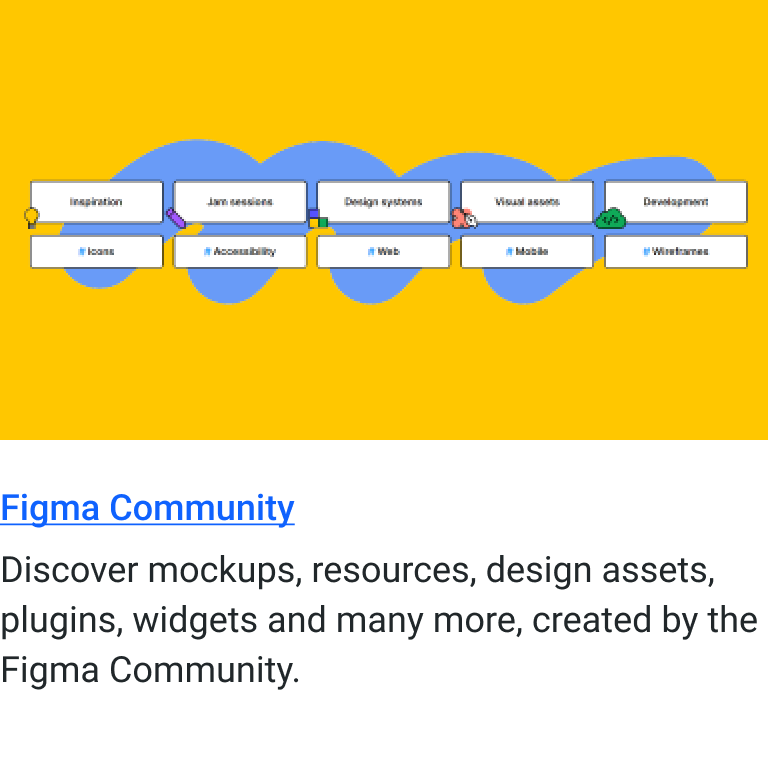 Inspiration
Jam sessions
Design systems
Visual assets
Development
# Icons
# Accessibility
# Web
# Mobile
# Wireframes
Figma Community
Discover mockups, resources, design assets,
plugins, widgets and many more, created by the
Figma Community.